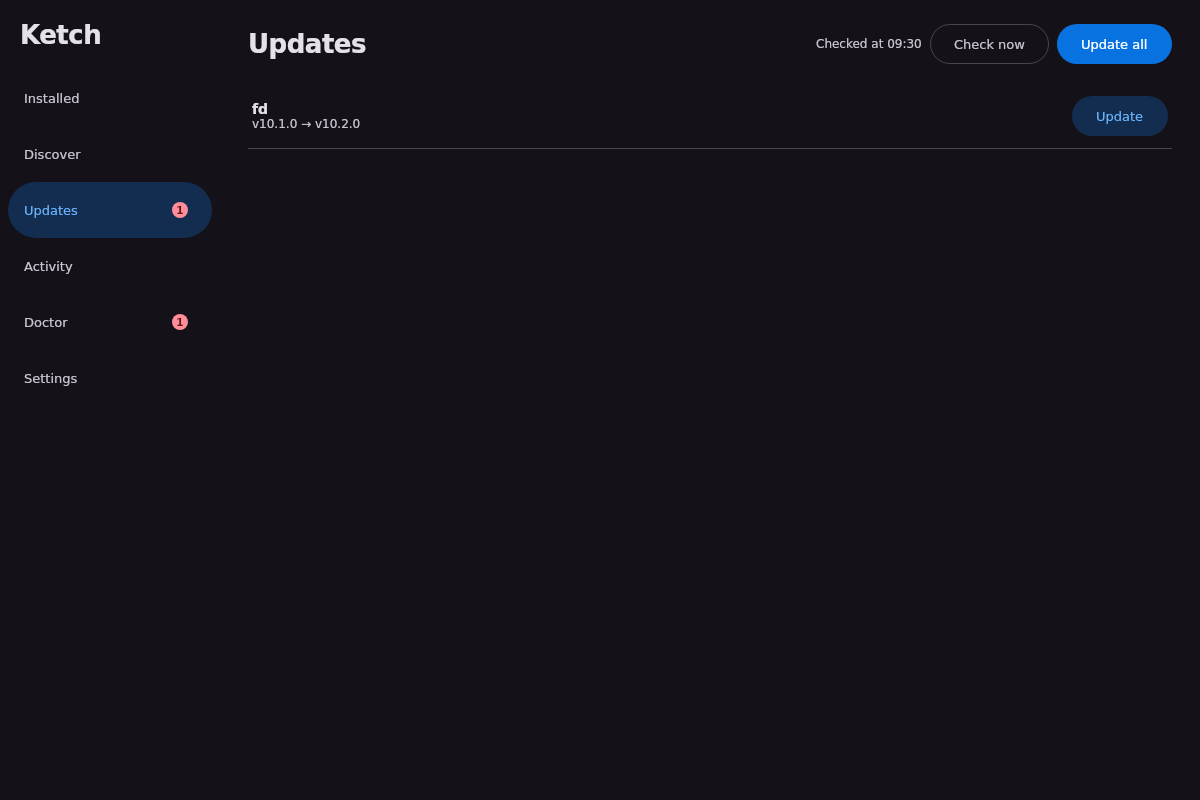 Ketch
Installed
Discover
Updates 1
Activity
Doctor 1
Settings
Updates
Checked at 09:30
Check now
Update all
fd
v10.1.0 → v10.2.0
Update